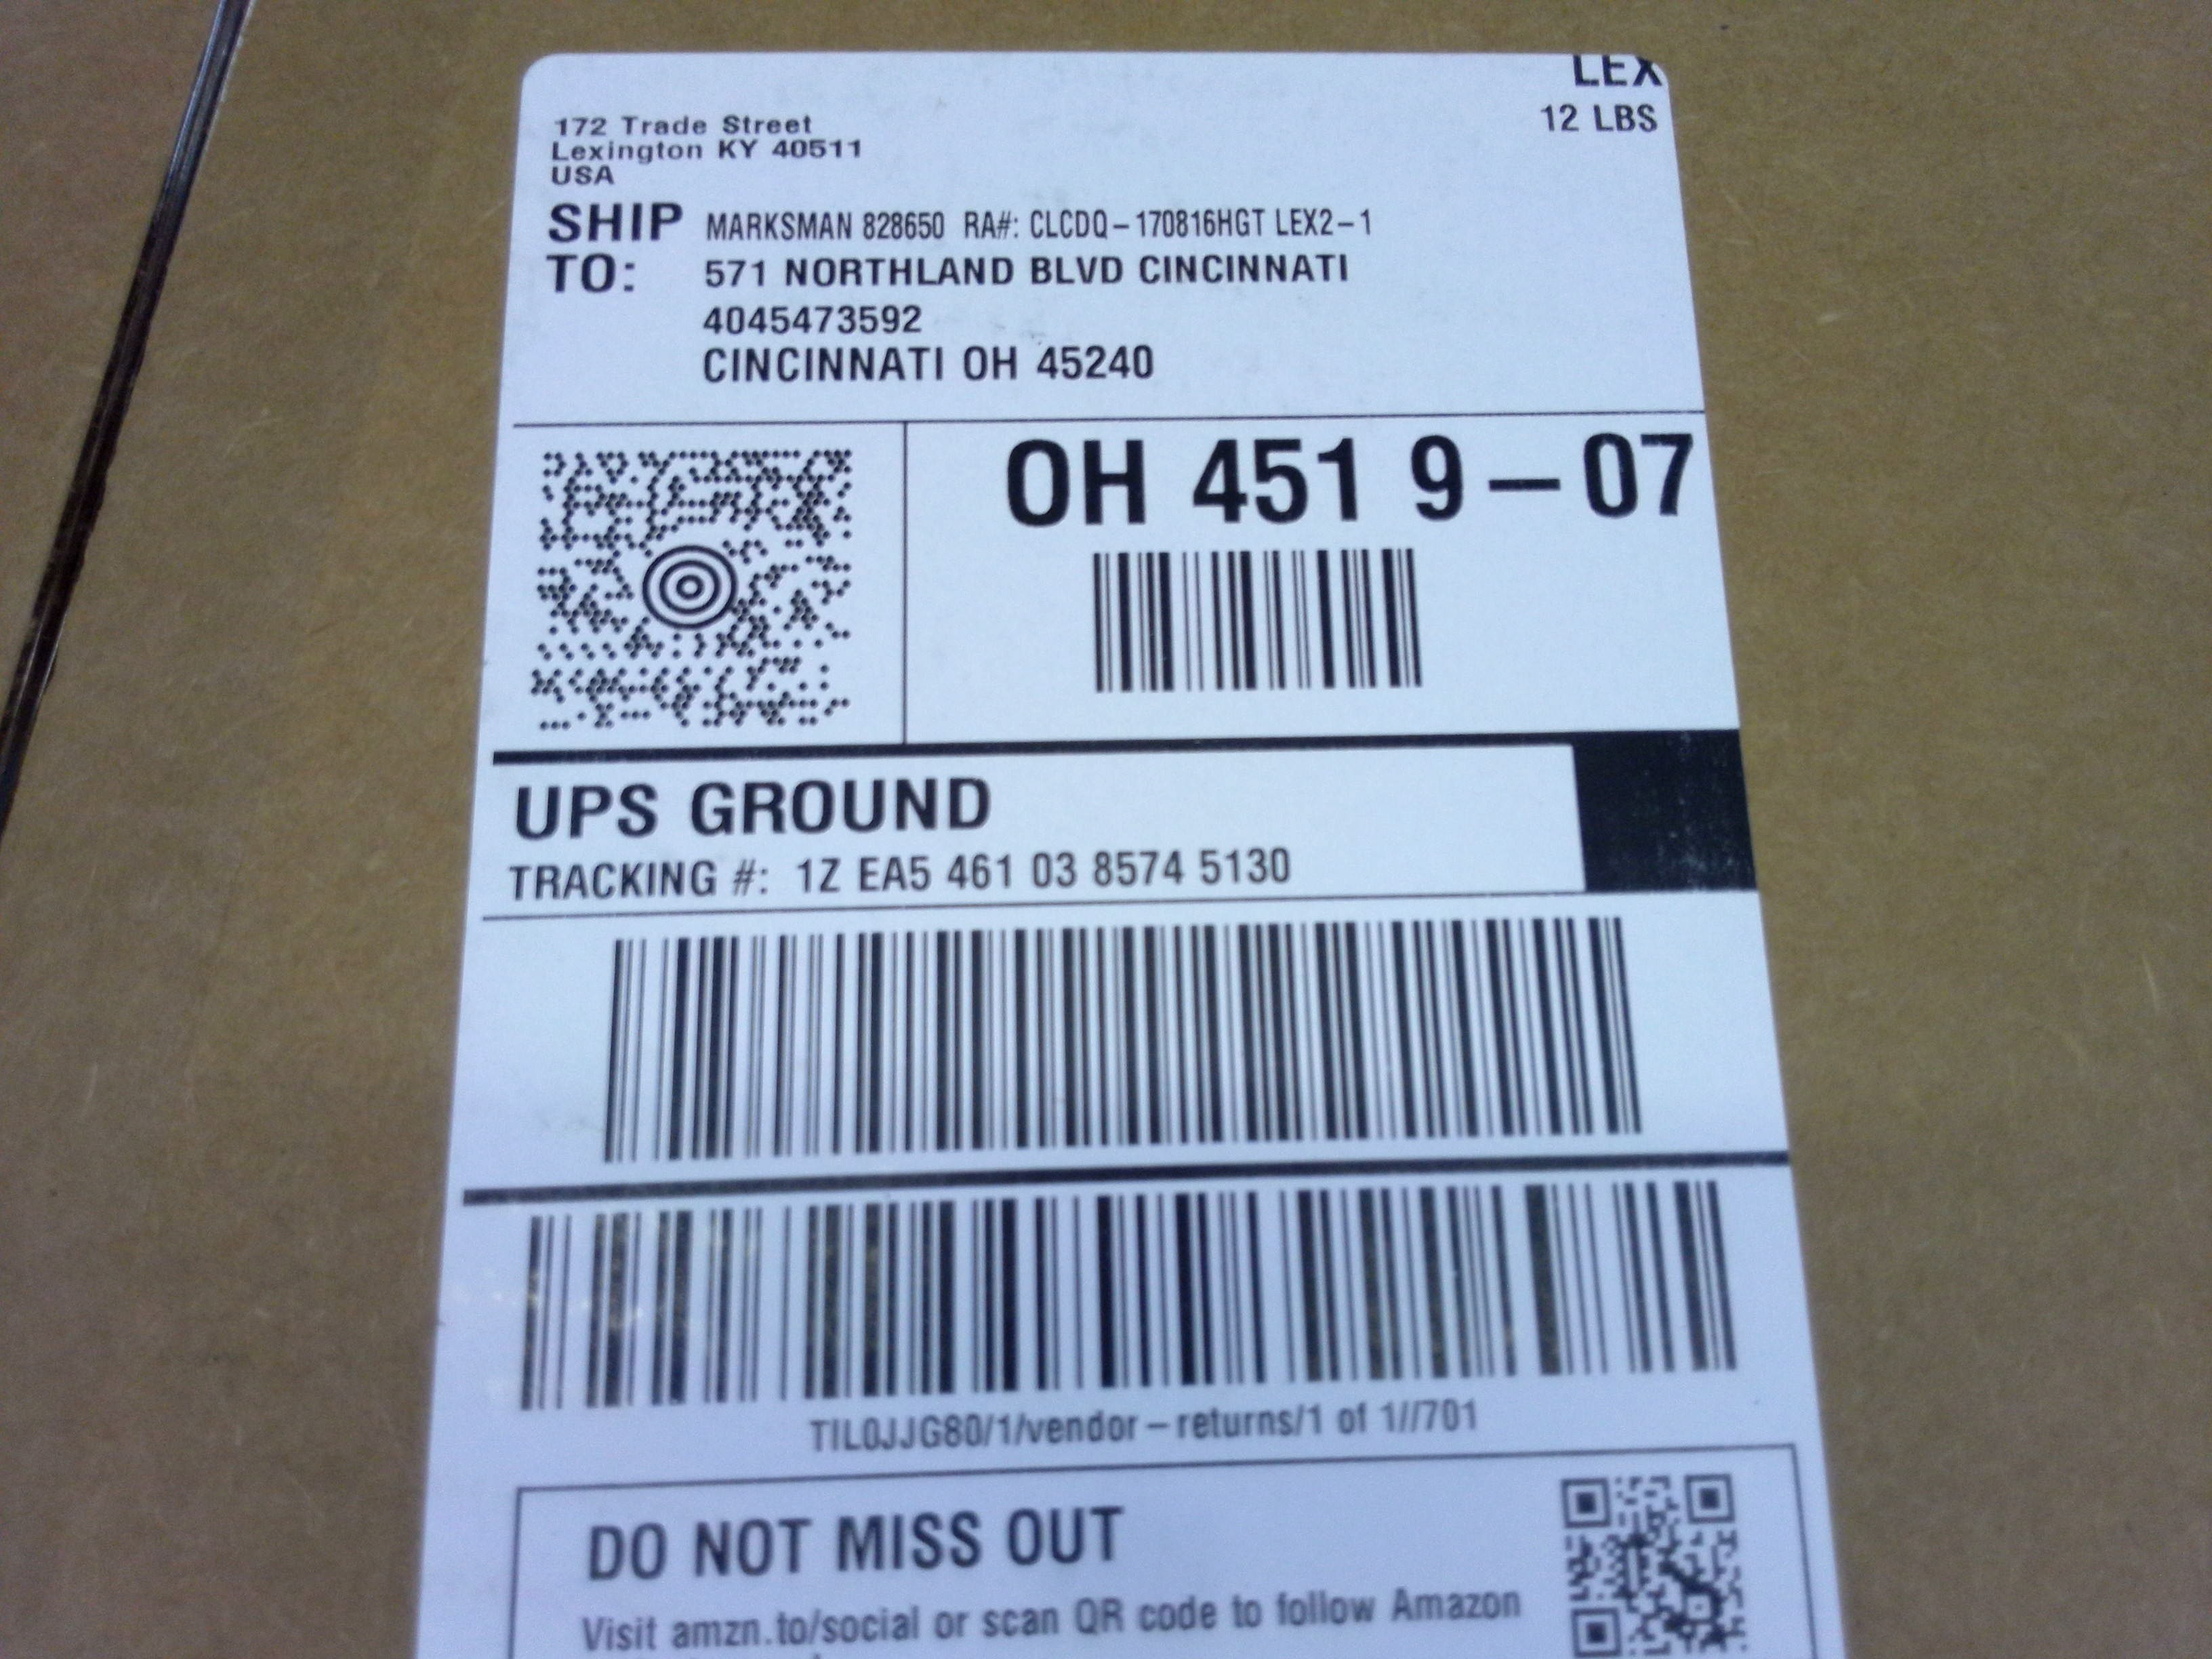 LEX
12 LBS
172 Trade Street
Lexington KY 40511
USA
SHIP TO:
MARKSMAN 828650 RA#: CLCDQ-170816HGT LEX2-1
571 NORTHLAND BLVD CINCINNATI
4045473592
CINCINNATI OH 45240
OH 451 9-07
UPS GROUND
TRACKING #: 1Z EA5 461 03 8574 5130
TIL0JJG80/1/vendor-returns/1 of 1//701
DO NOT MISS OUT
Visit amzn.to/social or scan QR code to follow Amazon